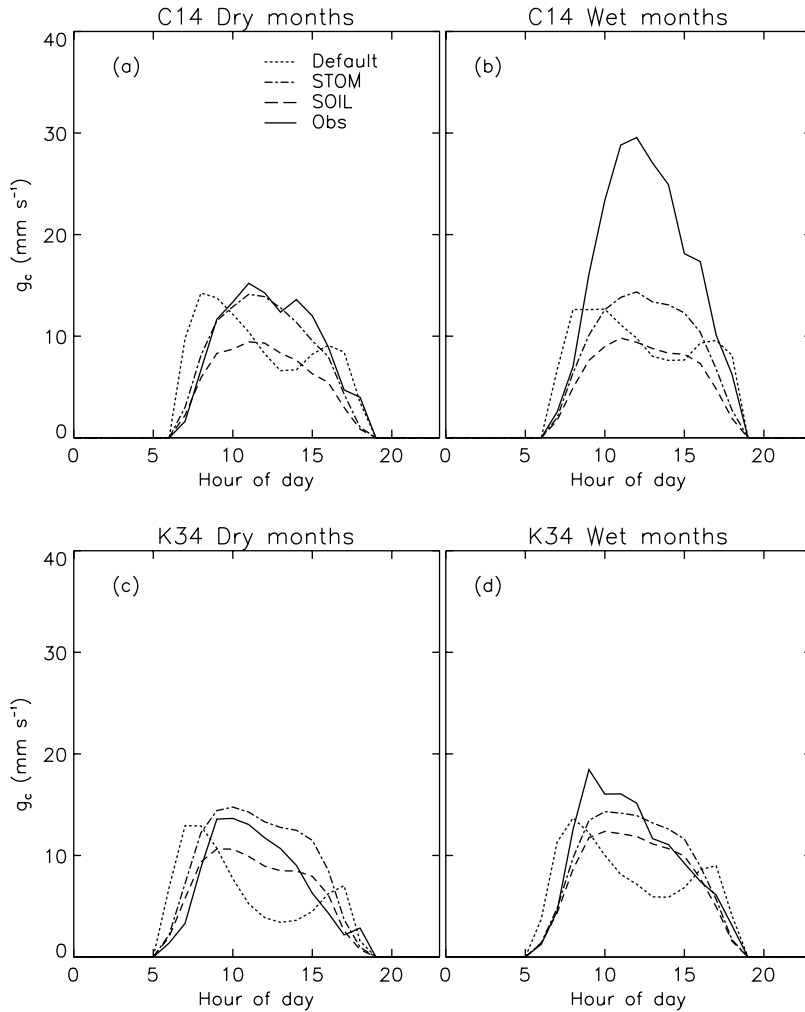 C14 Dry months
C14 Wet months
40
30
20
10
0
g_c (mm s⁻¹)
(a)
Default
STOM
SOIL
Obs
(b)
0 5 10 15 20
Hour of day
0 5 10 15 20
Hour of day
K34 Dry months
K34 Wet months
40
30
20
10
0
g_c (mm s⁻¹)
(c)
(d)
0 5 10 15 20
Hour of day
0 5 10 15 20
Hour of day